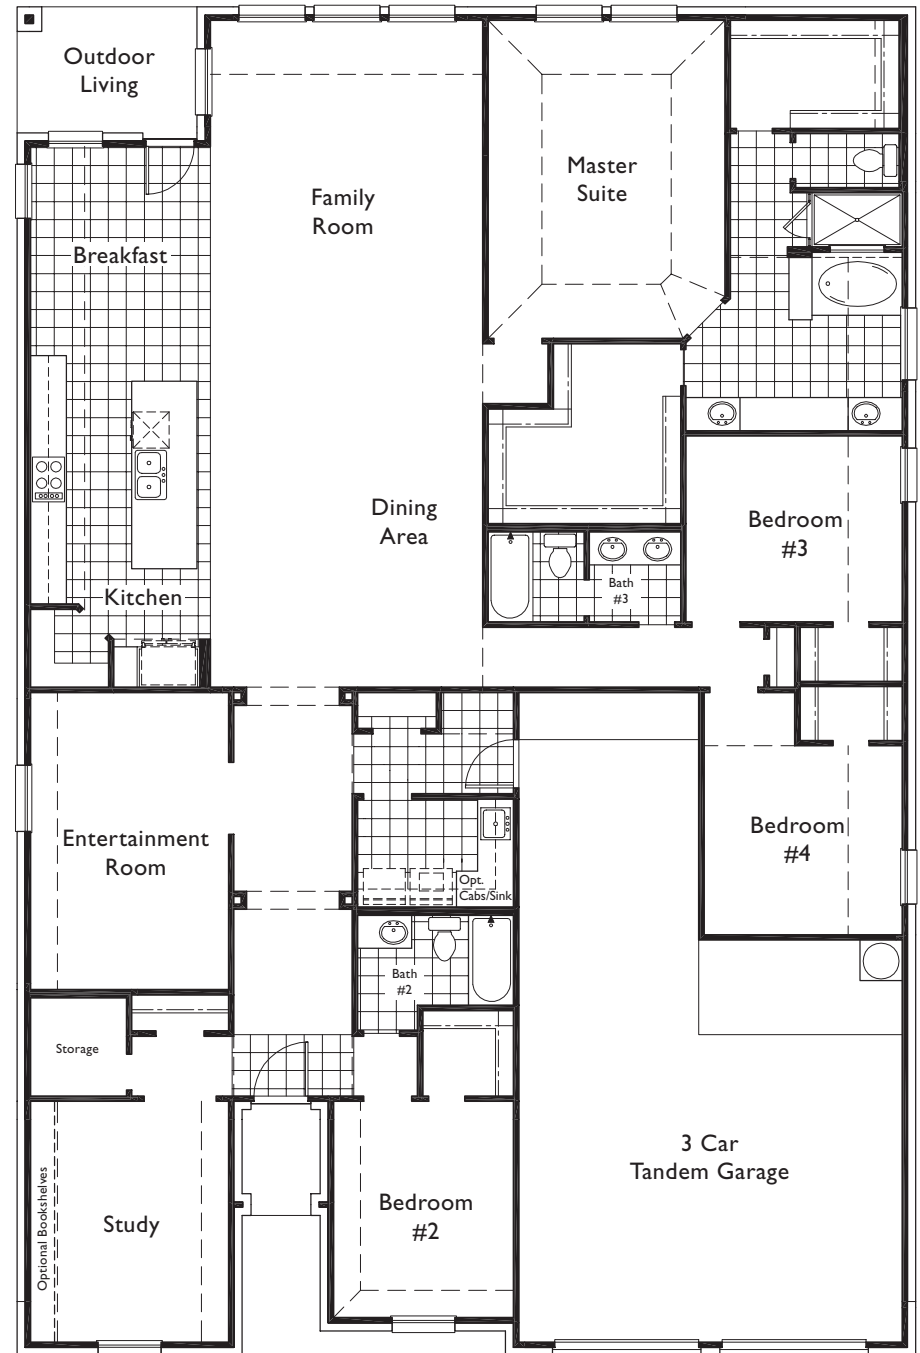 Outdoor
Living
Family
Room
Master
Suite
Breakfast
Dining
Area
Bedroom
#3
Bath
#3
Kitchen
Entertainment
Room
Bedroom
#4
Opt.
Cabs/Sink
Bath
#2
Storage
3 Car
Tandem Garage
Optional Bookshelves
Study
Bedroom
#2